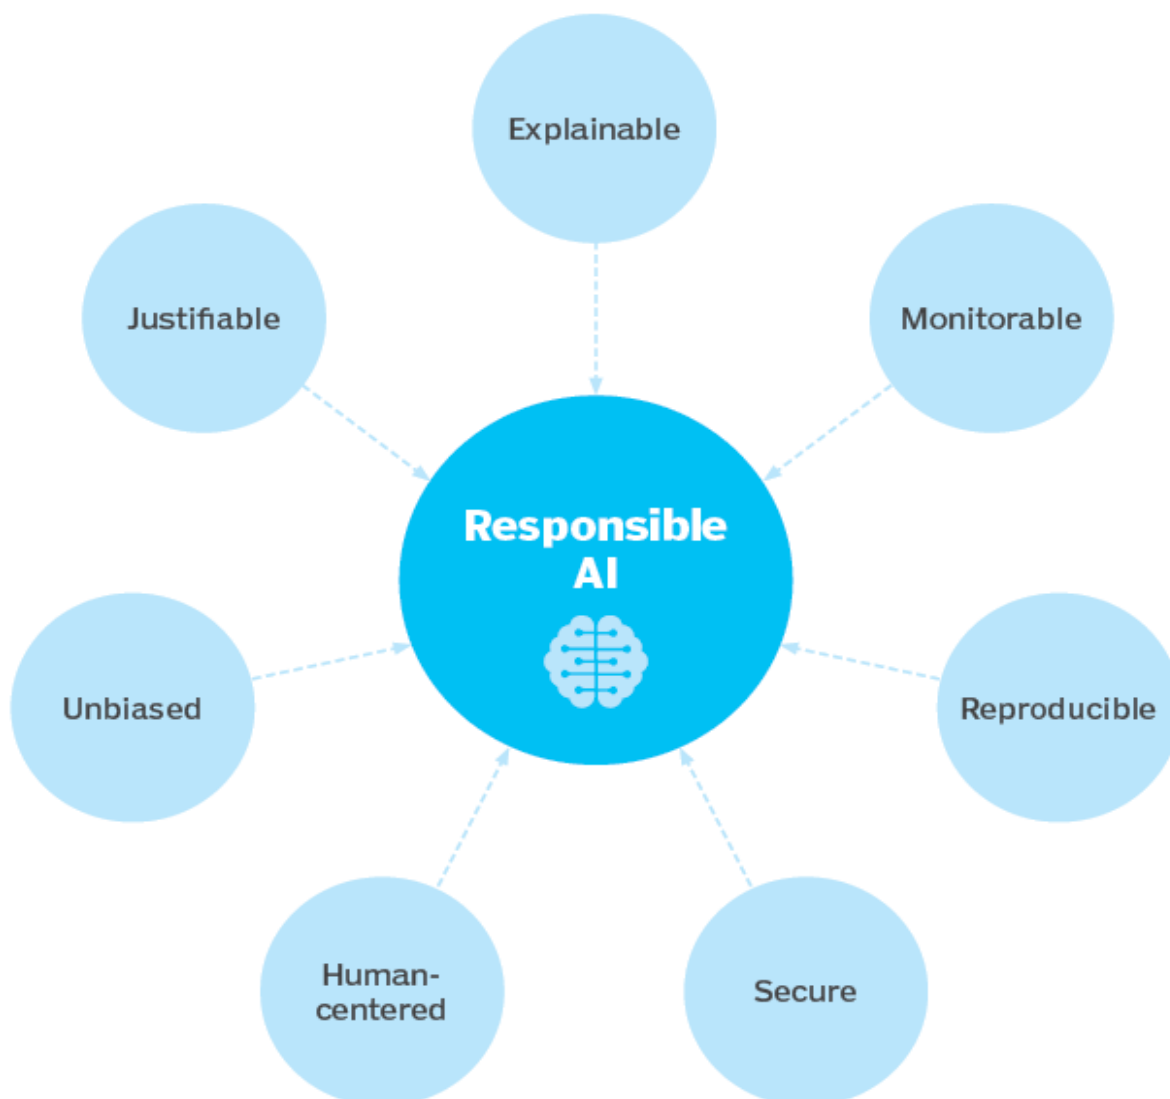 Explainable
Justifiable
Monitorable
Responsible
AI
Unbiased
Reproducible
Human-
centered
Secure